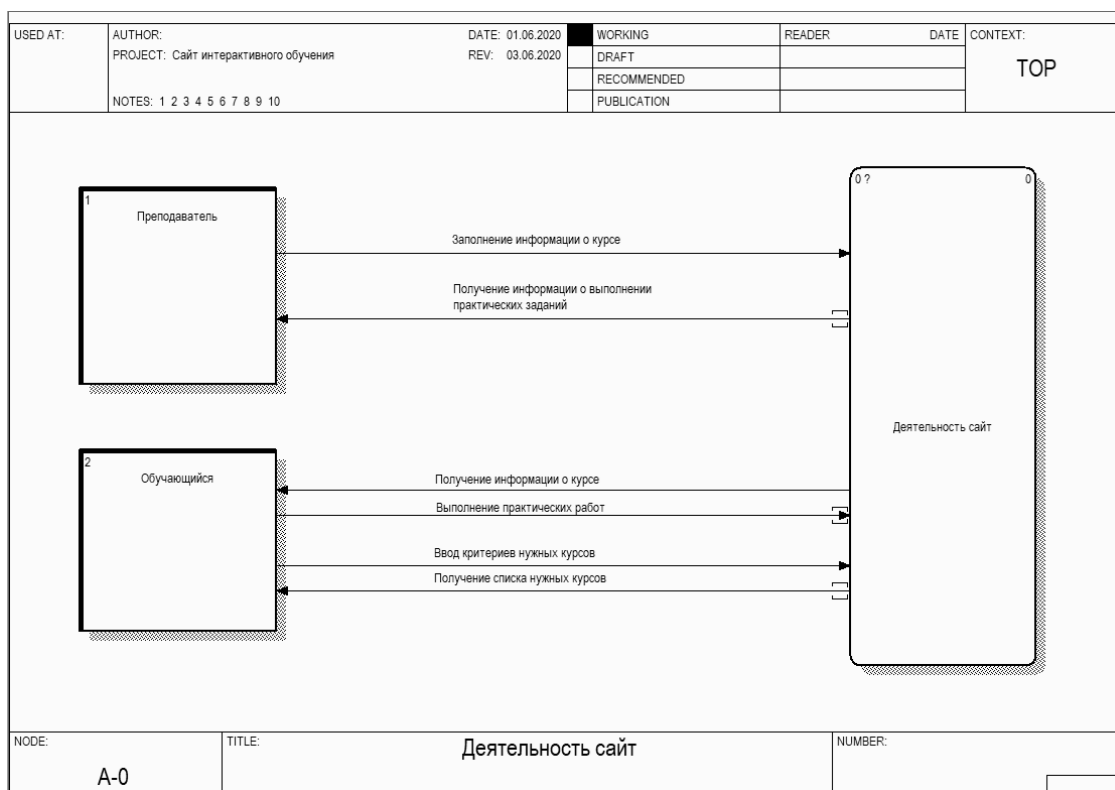 USED AT:
AUTHOR:
DATE: 01.06.2020
WORKING
READER
DATE
CONTEXT:
PROJECT: Сайт интерактивного обучения
REV: 03.06.2020
DRAFT
TOP
RECOMMENDED
NOTES: 1 2 3 4 5 6 7 8 9 10
PUBLICATION
1
Преподаватель
0 ?
0
Заполнение информации о курсе
Получение информации о выполнении
практических заданий
Деятельность сайт
2
Обучающийся
Получение информации о курсе
Выполнение практических работ
Ввод критериев нужных курсов
Получение списка нужных курсов
NODE:
TITLE:
Деятельность сайт
NUMBER:
A-0